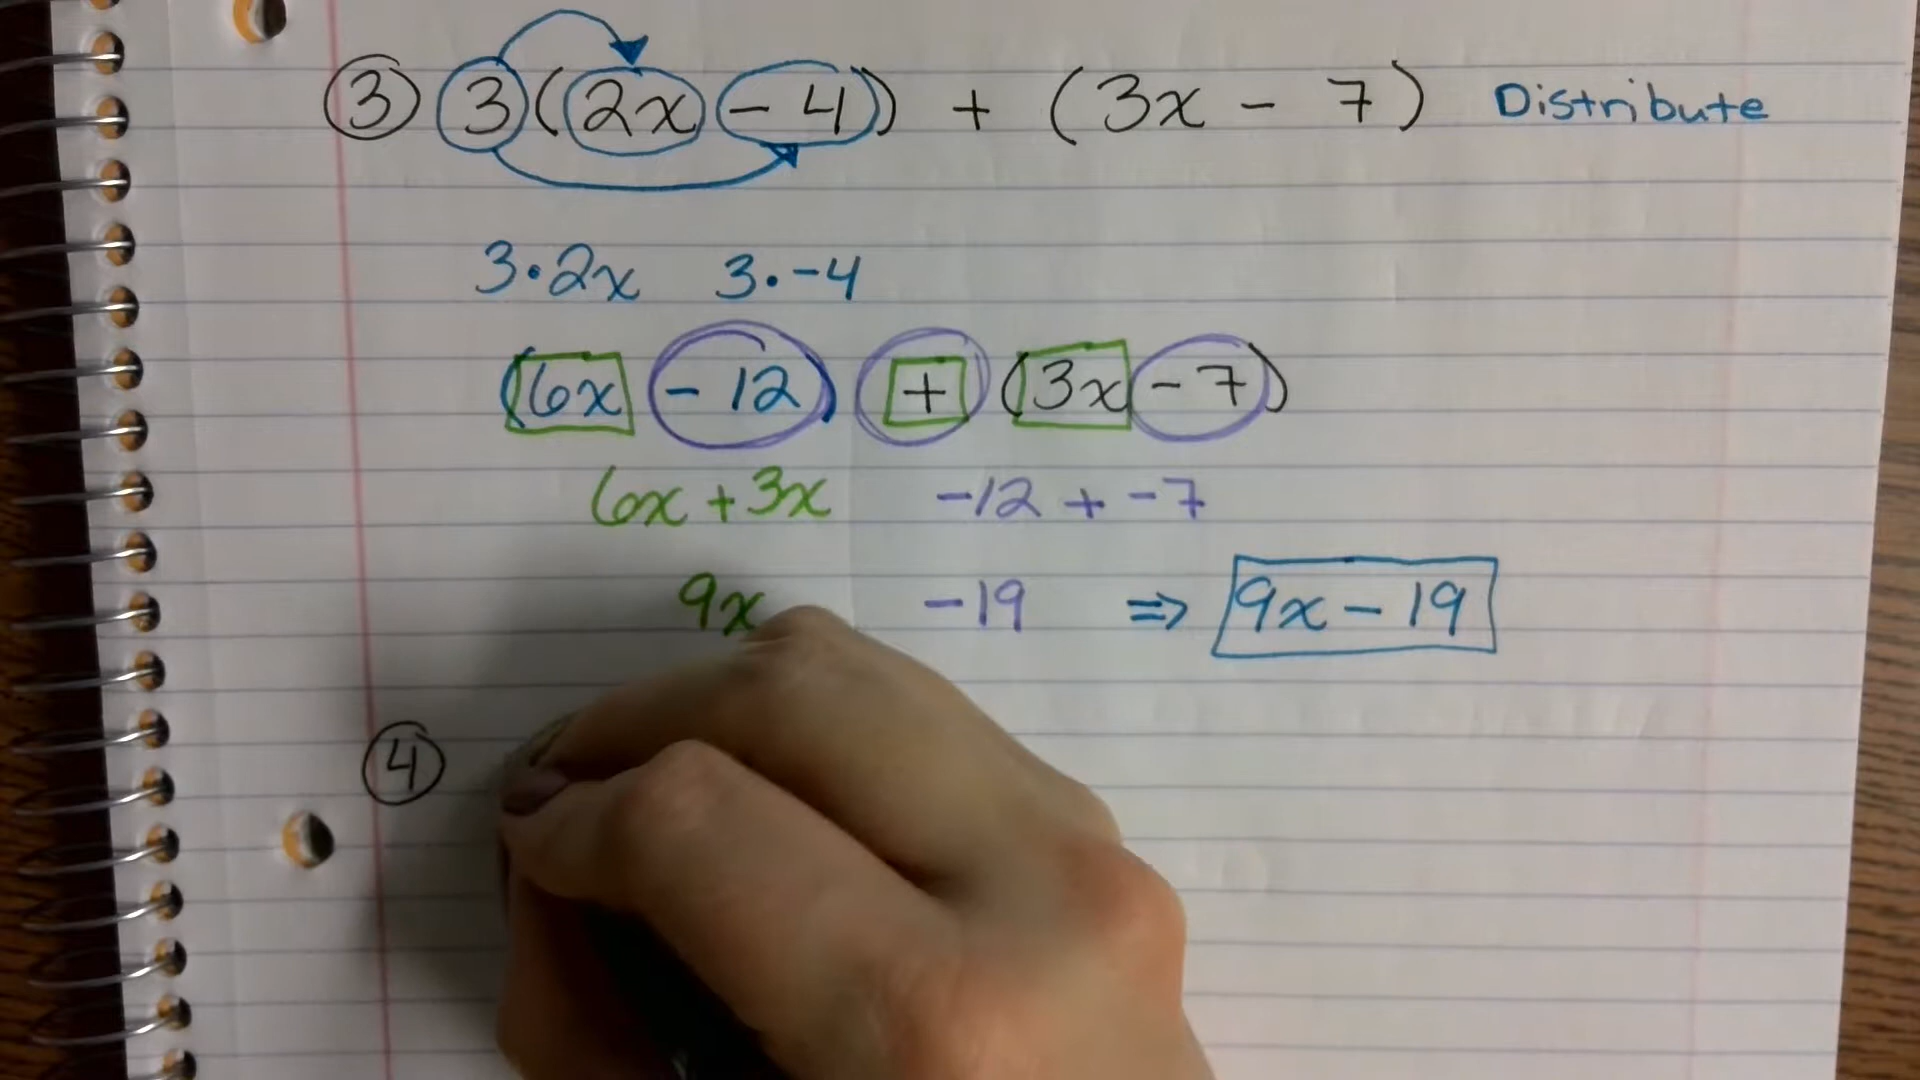 ③ 3(2x - 4) + (3x - 7) Distribute
3·2x 3·-4
(6x - 12) + (3x - 7)
6x + 3x -12 + -7
9x -19 => 9x - 19
④